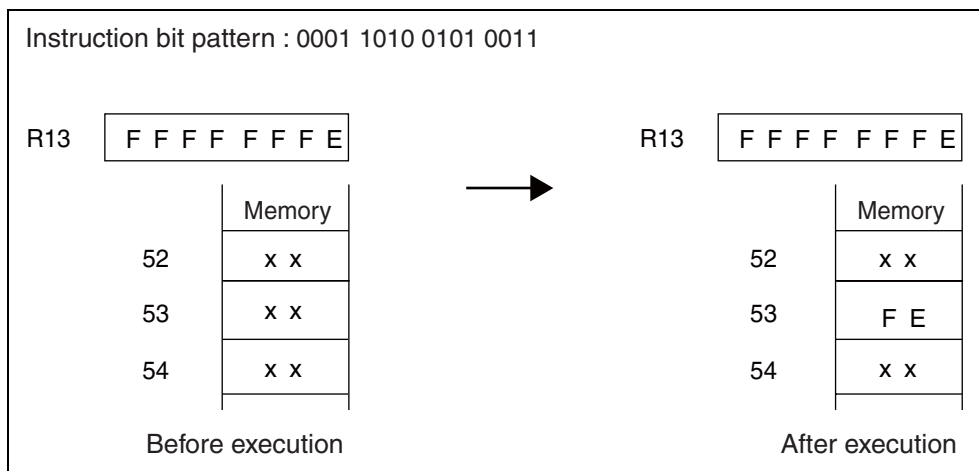 Instruction bit pattern : 0001 1010 0101 0011
R13 F F F F F F F E R13 F F F F F F F E
Memory Memory
52 x x 52 x x
53 x x 53 F E
54 x x 54 x x
Before execution After execution